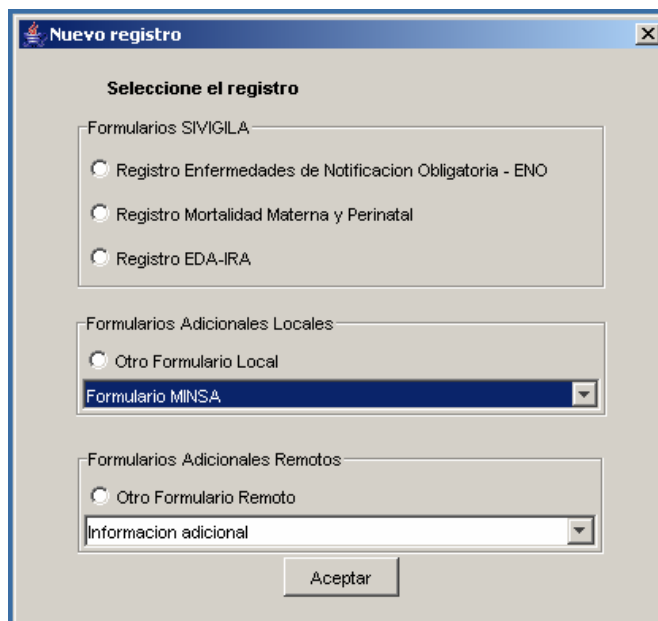 Nuevo registro
Seleccione el registro
Formularios SIVIGILA
Registro Enfermedades de Notificacion Obligatoria - ENO
Registro Mortalidad Materna y Perinatal
Registro EDA-IRA
Formularios Adicionales Locales
Otro Formulario Local
Formulario MINSA
Formularios Adicionales Remotos
Otro Formulario Remoto
Informacion adicional
Aceptar